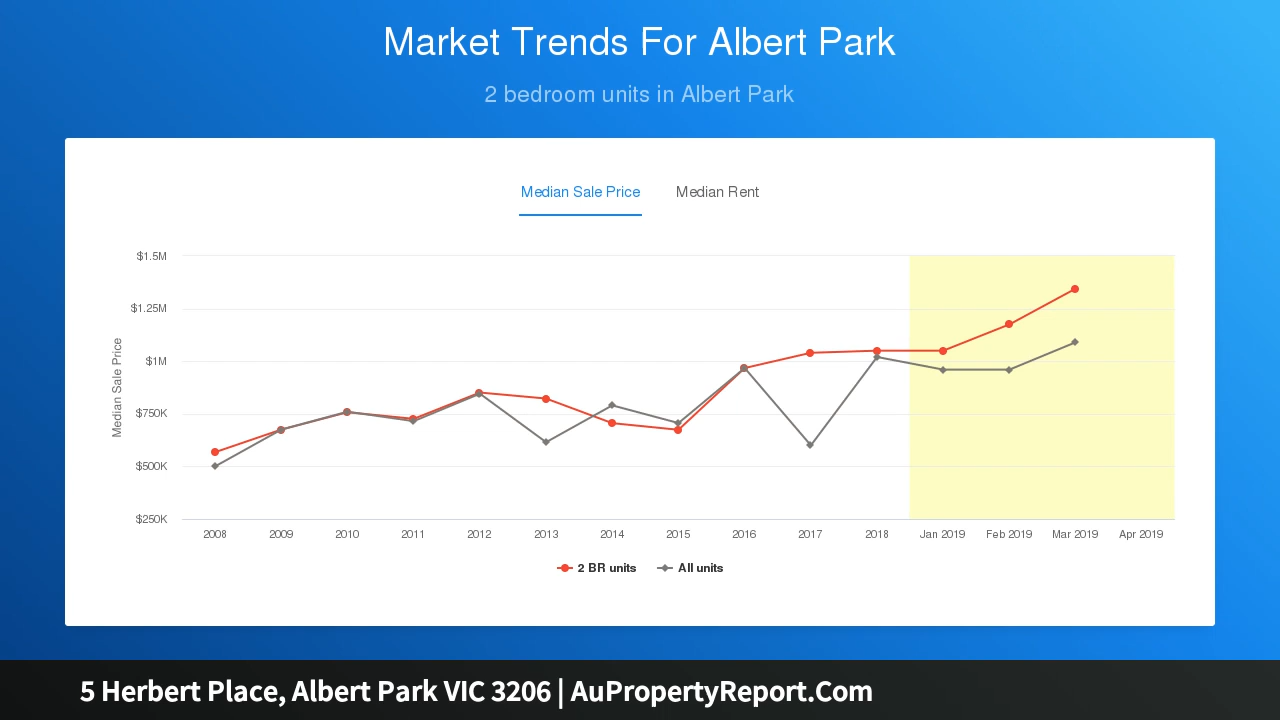 Market Trends For Albert Park
2 bedroom units in Albert Park
Median Sale Price Median Rent
$1.5M
$1.25M
$1M
$750K
$500K
$250K
Median Sale Price
2008 2009 2010 2011 2012 2013 2014 2015 2016 2017 2018 Jan 2019 Feb 2019 Mar 2019 Apr 2019
2 BR units All units
5 Herbert Place, Albert Park VIC 3206 | AuPropertyReport.Com